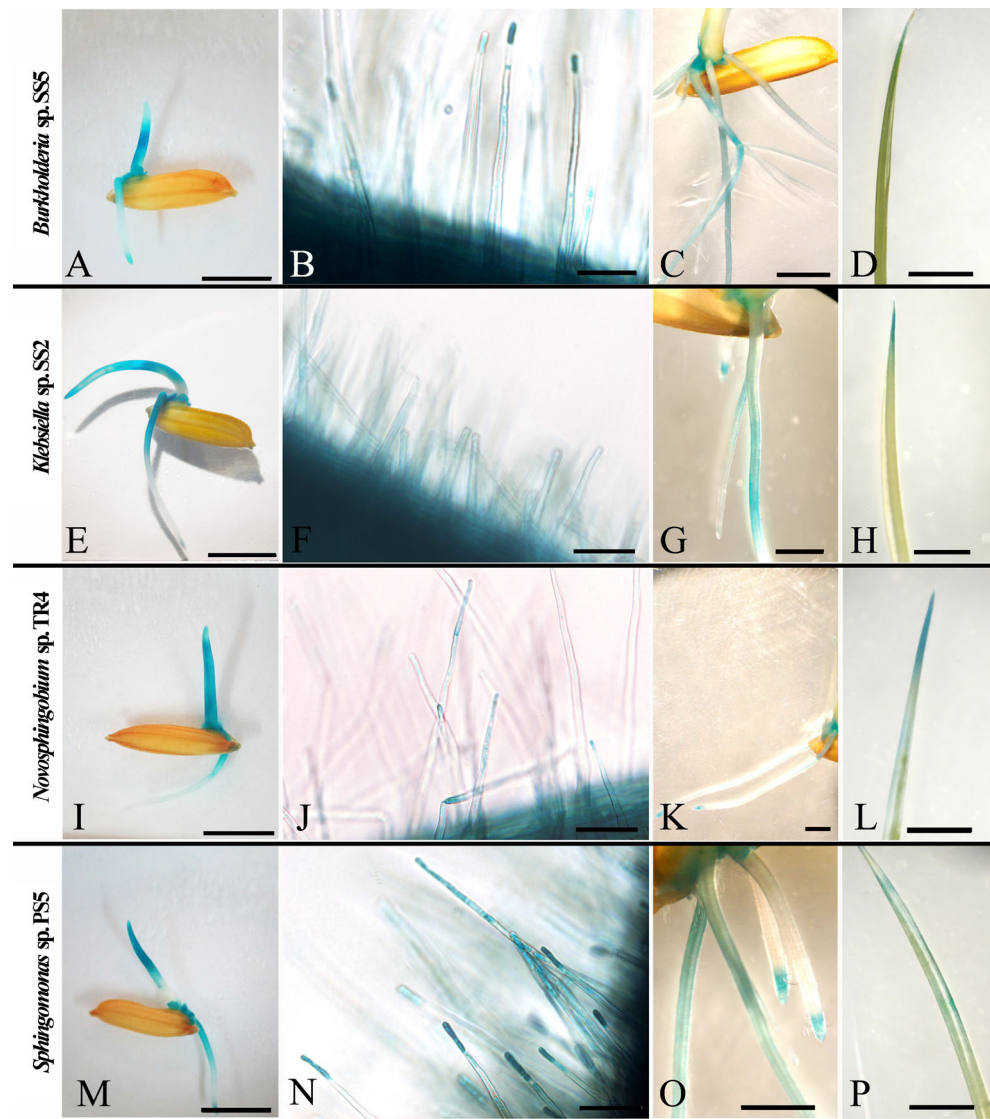 Burkholderia sp.SS5
A
B
C
D
Klebsiella sp.SS2
E
F
G
H
Novosphingobium sp.TR4
I
J
K
L
Sphingomonas sp.PS5
M
N
O
P